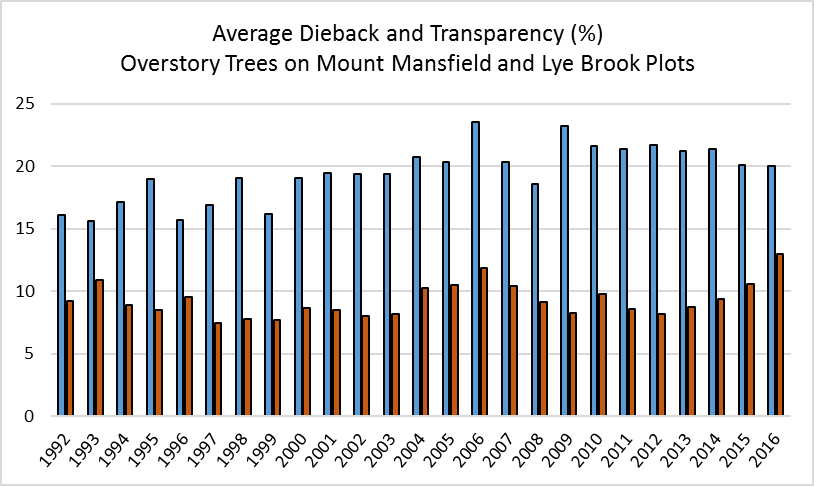 Average Dieback and Transparency (%)
Overstory Trees on Mount Mansfield and Lye Brook Plots
25
20
15
10
5
0
1992 1993 1994 1995 1996 1997 1998 1999 2000 2001 2002 2003 2004 2005 2006 2007 2008 2009 2010 2011 2012 2013 2014 2015 2016